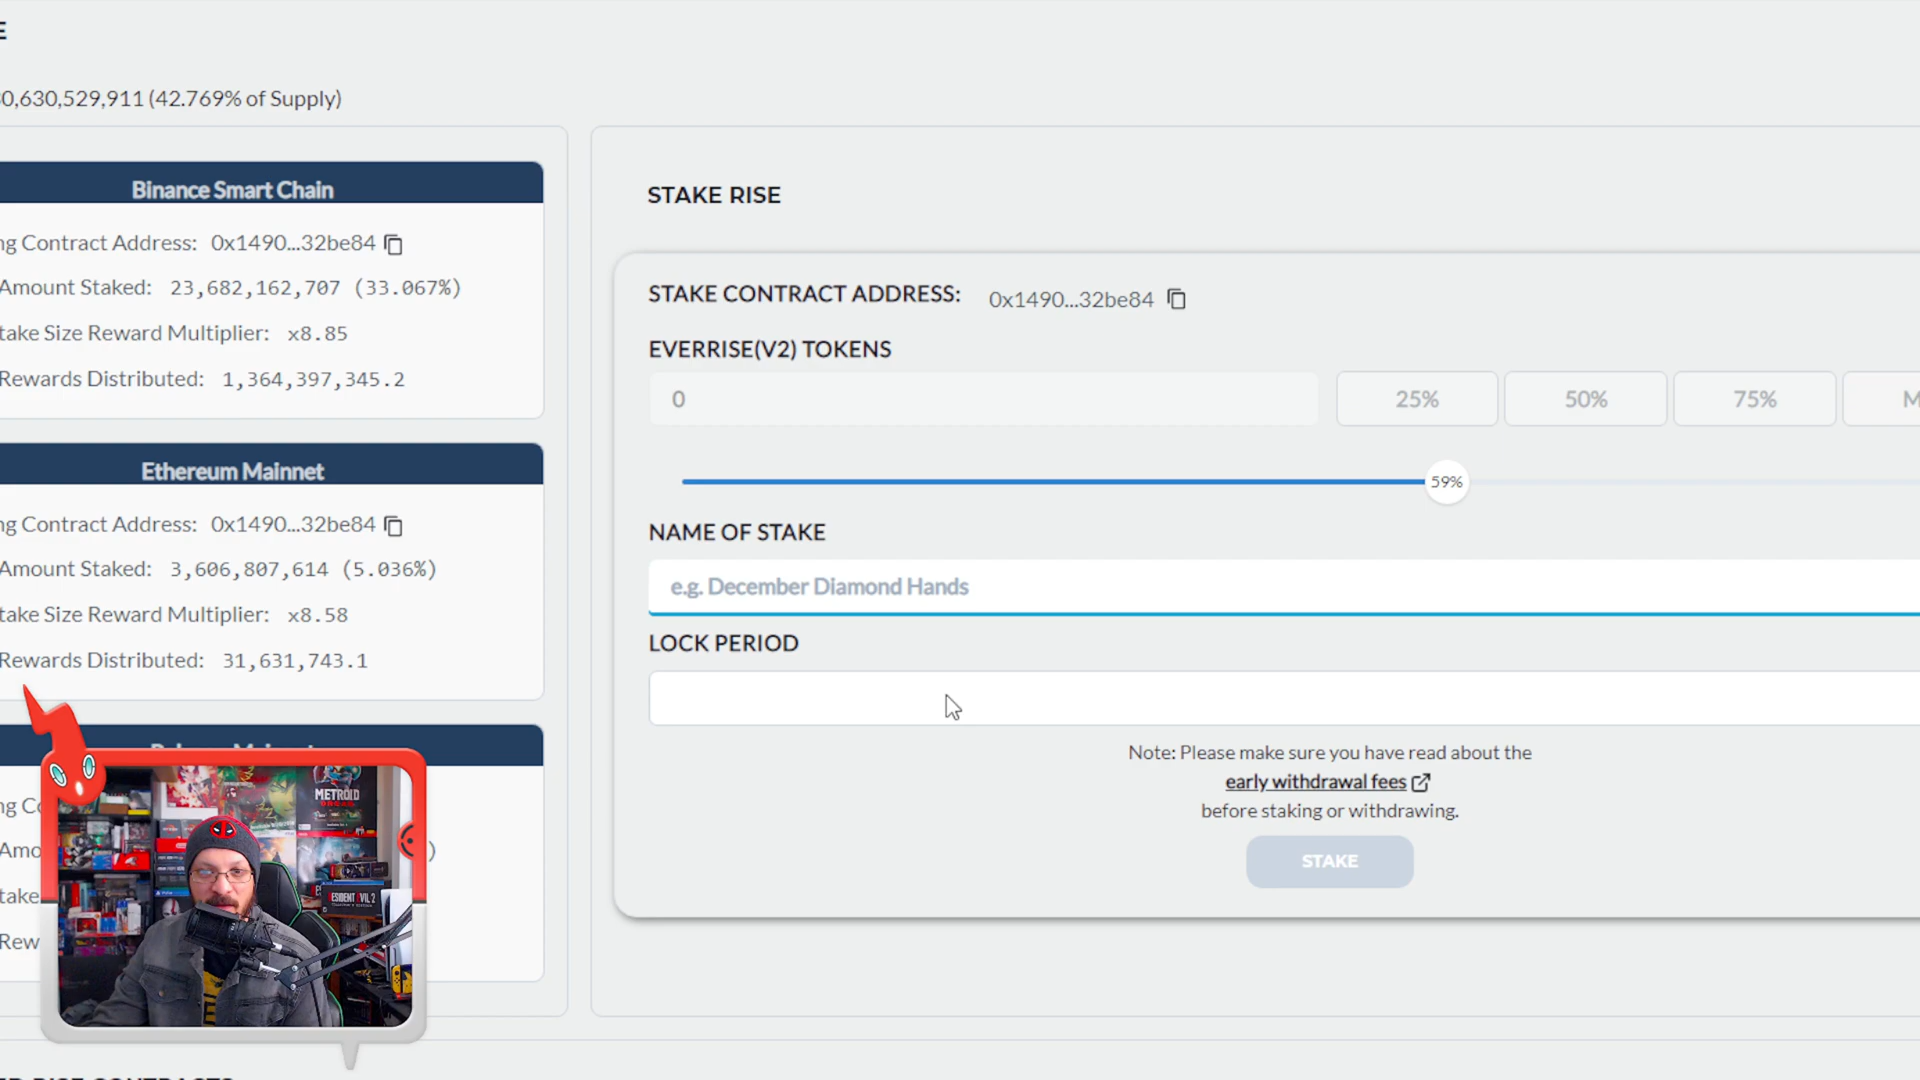 E
0,630,529,911 (42.769% of Supply)
Binance Smart Chain
ng Contract Address: 0x1490...32be84
Amount Staked: 23,682,162,707 (33.067%)
take Size Reward Multiplier: x8.85
Rewards Distributed: 1,364,397,345.2
Ethereum Mainnet
ng Contract Address: 0x1490...32be84
Amount Staked: 3,606,807,614 (5.036%)
take Size Reward Multiplier: x8.58
Rewards Distributed: 31,631,743.1
ng Co
Amo )
take
Rew
METROID
DREAD
RESIDENT EVIL 2
STAKE RISE
STAKE CONTRACT ADDRESS: 0x1490...32be84
EVERRISE(V2) TOKENS
0 25% 50% 75% M
59%
NAME OF STAKE
e.g. December Diamond Hands
LOCK PERIOD
Note: Please make sure you have read about the
early withdrawal fees
before staking or withdrawing.
STAKE